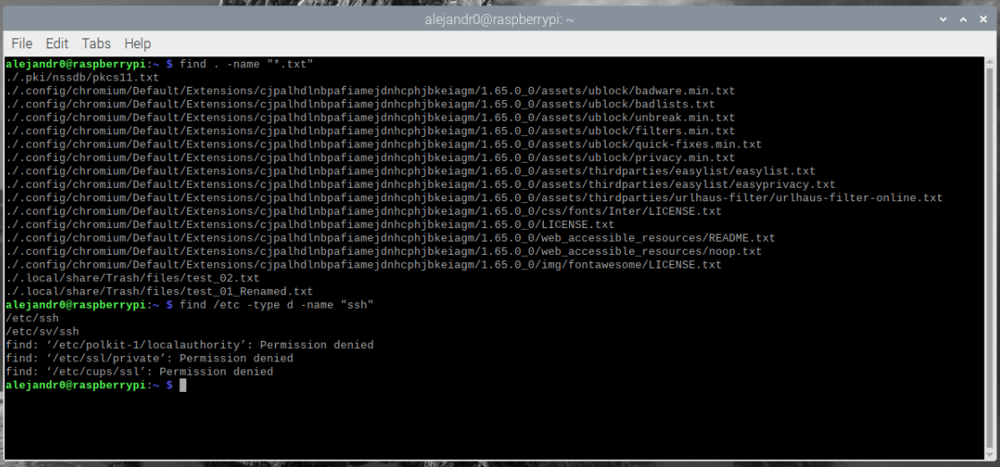 alejandr0@raspberrypi: ~
File Edit Tabs Help
alejandr0@raspberrypi:~ $ find . -name "*.txt"
./.pki/nssdb/pkcs11.txt
./.config/chromium/Default/Extensions/cjpalhdlnbpafiamejdnhcphjbkeiagm/1.65.0_0/assets/ublock/badware.min.txt
./.config/chromium/Default/Extensions/cjpalhdlnbpafiamejdnhcphjbkeiagm/1.65.0_0/assets/ublock/badlists.txt
./.config/chromium/Default/Extensions/cjpalhdlnbpafiamejdnhcphjbkeiagm/1.65.0_0/assets/ublock/unbreak.min.txt
./.config/chromium/Default/Extensions/cjpalhdlnbpafiamejdnhcphjbkeiagm/1.65.0_0/assets/ublock/filters.min.txt
./.config/chromium/Default/Extensions/cjpalhdlnbpafiamejdnhcphjbkeiagm/1.65.0_0/assets/ublock/quick-fixes.min.txt
./.config/chromium/Default/Extensions/cjpalhdlnbpafiamejdnhcphjbkeiagm/1.65.0_0/assets/ublock/privacy.min.txt
./.config/chromium/Default/Extensions/cjpalhdlnbpafiamejdnhcphjbkeiagm/1.65.0_0/assets/thirdparties/easylist/easylist.txt
./.config/chromium/Default/Extensions/cjpalhdlnbpafiamejdnhcphjbkeiagm/1.65.0_0/assets/thirdparties/easylist/easyprivacy.txt
./.config/chromium/Default/Extensions/cjpalhdlnbpafiamejdnhcphjbkeiagm/1.65.0_0/assets/thirdparties/urlhaus-filter/urlhaus-filter-online.txt
./.config/chromium/Default/Extensions/cjpalhdlnbpafiamejdnhcphjbkeiagm/1.65.0_0/css/fonts/Inter/LICENSE.txt
./.config/chromium/Default/Extensions/cjpalhdlnbpafiamejdnhcphjbkeiagm/1.65.0_0/LICENSE.txt
./.config/chromium/Default/Extensions/cjpalhdlnbpafiamejdnhcphjbkeiagm/1.65.0_0/web_accessible_resources/README.txt
./.config/chromium/Default/Extensions/cjpalhdlnbpafiamejdnhcphjbkeiagm/1.65.0_0/web_accessible_resources/noop.txt
./.config/chromium/Default/Extensions/cjpalhdlnbpafiamejdnhcphjbkeiagm/1.65.0_0/img/fontawesome/LICENSE.txt
./.local/share/Trash/files/test_02.txt
./.local/share/Trash/files/test_01_Renamed.txt
alejandr0@raspberrypi:~ $ find /etc -type d -name "ssh"
/etc/ssh
/etc/sv/ssh
find: ‘/etc/polkit-1/localauthority’: Permission denied
find: ‘/etc/ssl/private’: Permission denied
find: ‘/etc/cups/ssl’: Permission denied
alejandr0@raspberrypi:~ $